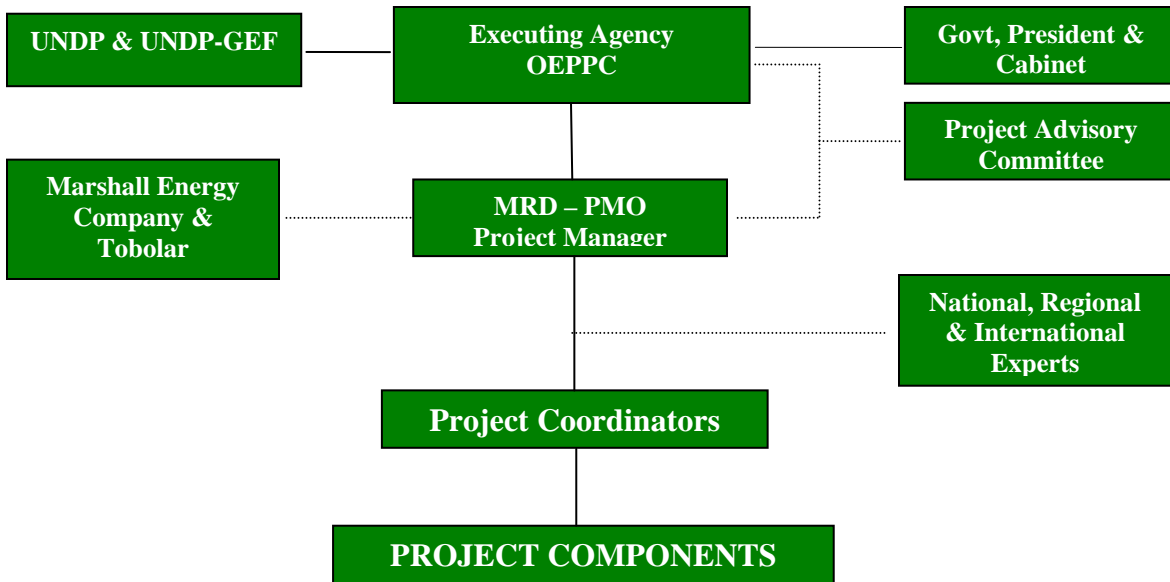 UNDP & UNDP-GEF
Executing Agency
OEPPC
Govt, President &
Cabinet
Project Advisory
Committee
Marshall Energy
Company &
Tobolar
MRD – PMO
Project Manager
National, Regional
& International
Experts
Project Coordinators
PROJECT COMPONENTS